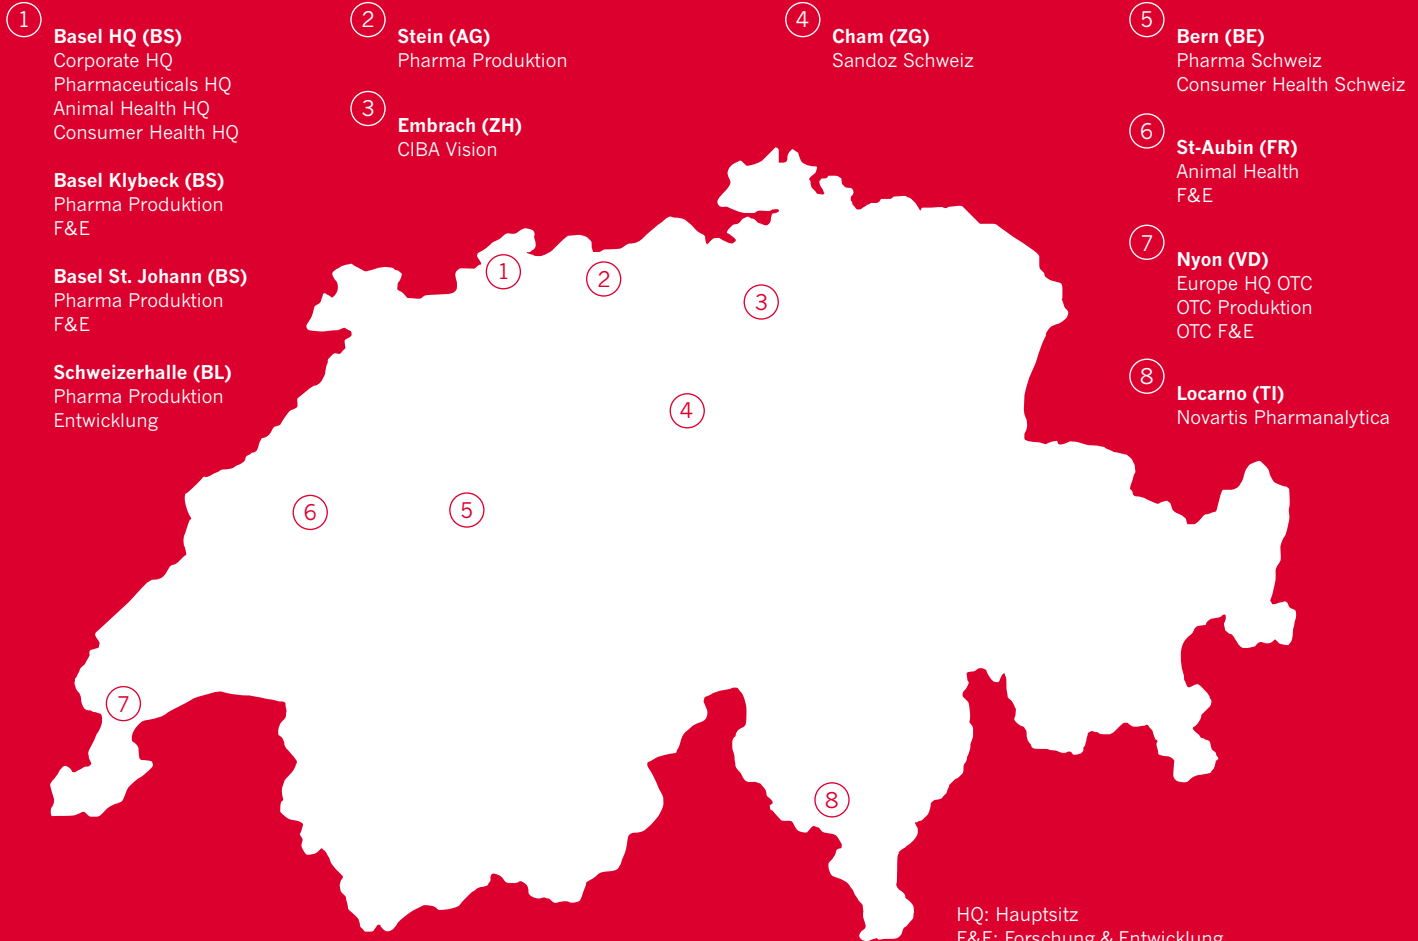 1
Basel HQ (BS)
Corporate HQ
Pharmaceuticals HQ
Animal Health HQ
Consumer Health HQ
Basel Klybeck (BS)
Pharma Produktion
F&E
Basel St. Johann (BS)
Pharma Produktion
F&E
Schweizerhalle (BL)
Pharma Produktion
Entwicklung
2
Stein (AG)
Pharma Produktion
3
Embrach (ZH)
CIBA Vision
4
Cham (ZG)
Sandoz Schweiz
5
Bern (BE)
Pharma Schweiz
Consumer Health Schweiz
6
St-Aubin (FR)
Animal Health
F&E
7
Nyon (VD)
Europe HQ OTC
OTC Produktion
OTC F&E
8
Locarno (TI)
Novartis Pharmanalytica
1
2
3
4
5
6
7
8
HQ: Hauptsitz
F&E: Forschung & Entwicklung